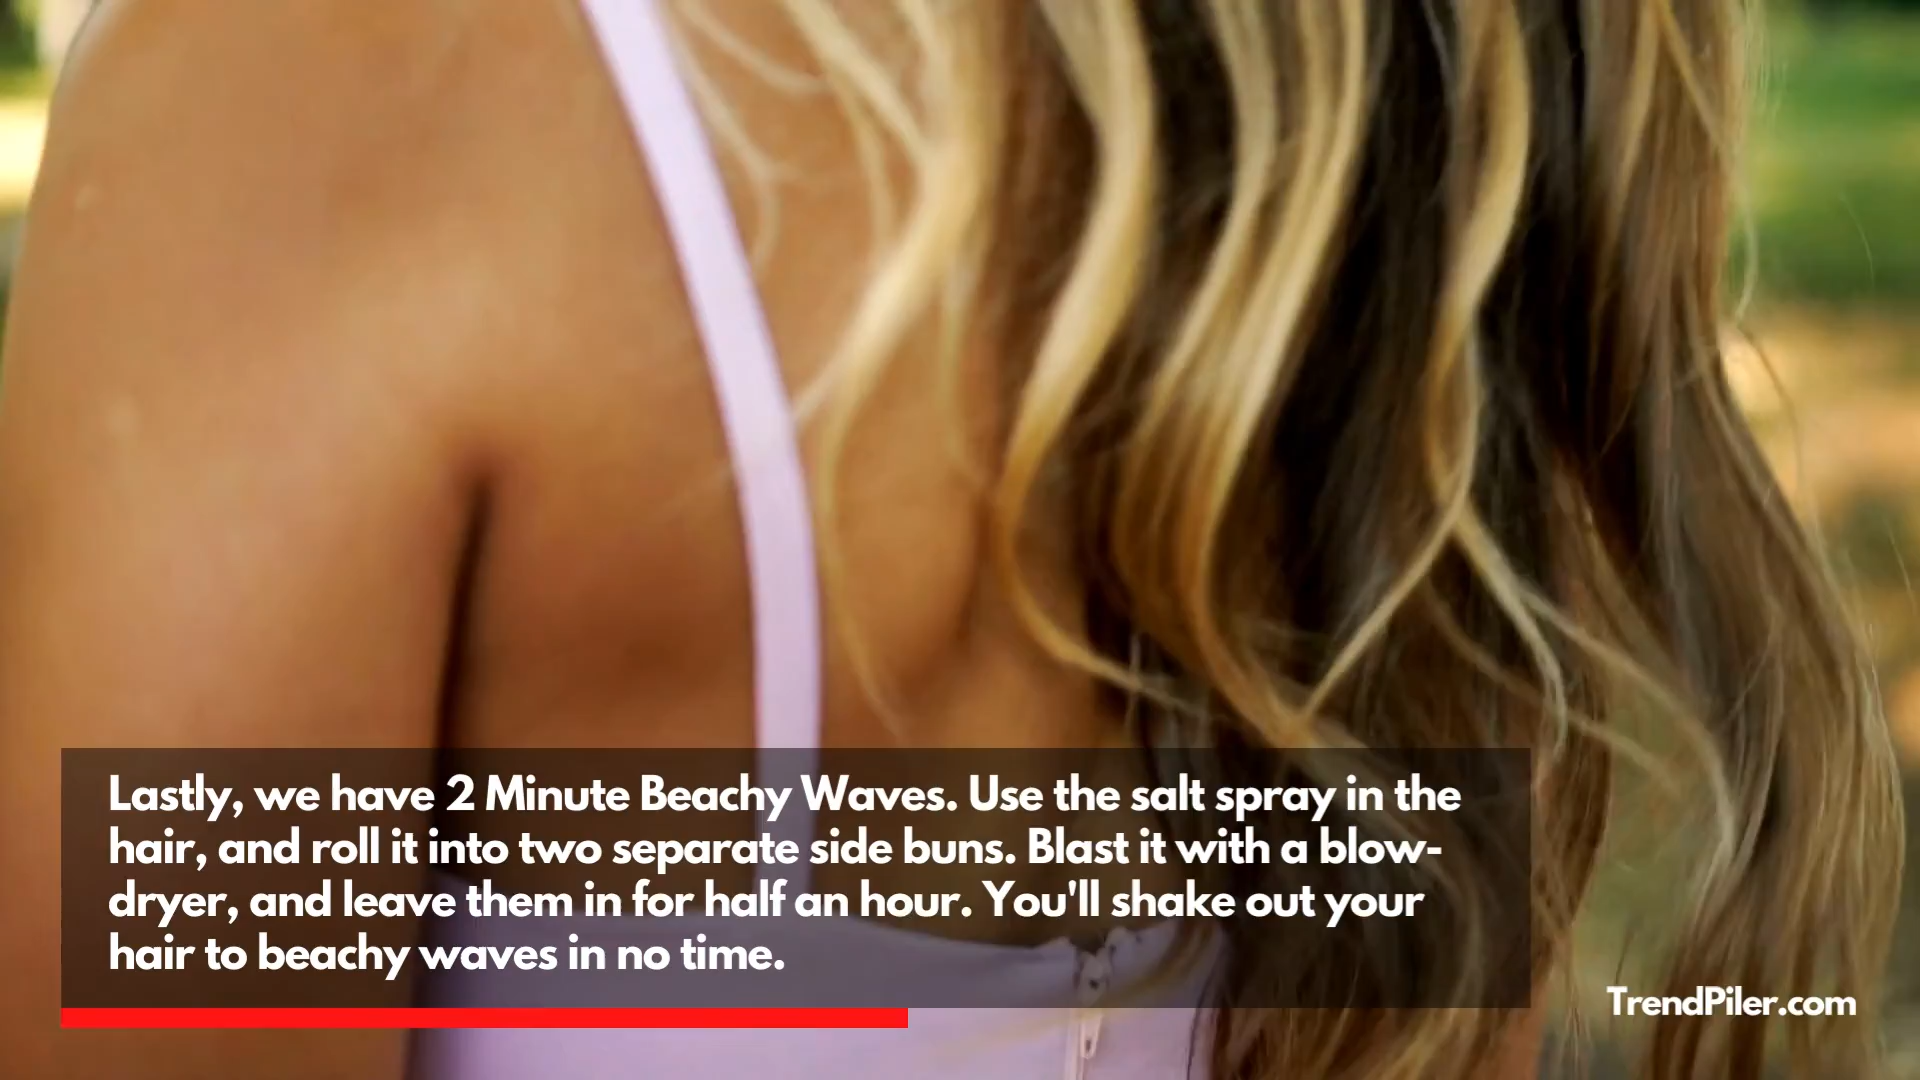 Lastly, we have 2 Minute Beachy Waves. Use the salt spray in the
hair, and roll it into two separate side buns. Blast it with a blow-
dryer, and leave them in for half an hour. You'll shake out your
hair to beachy waves in no time.
TrendPiler.com